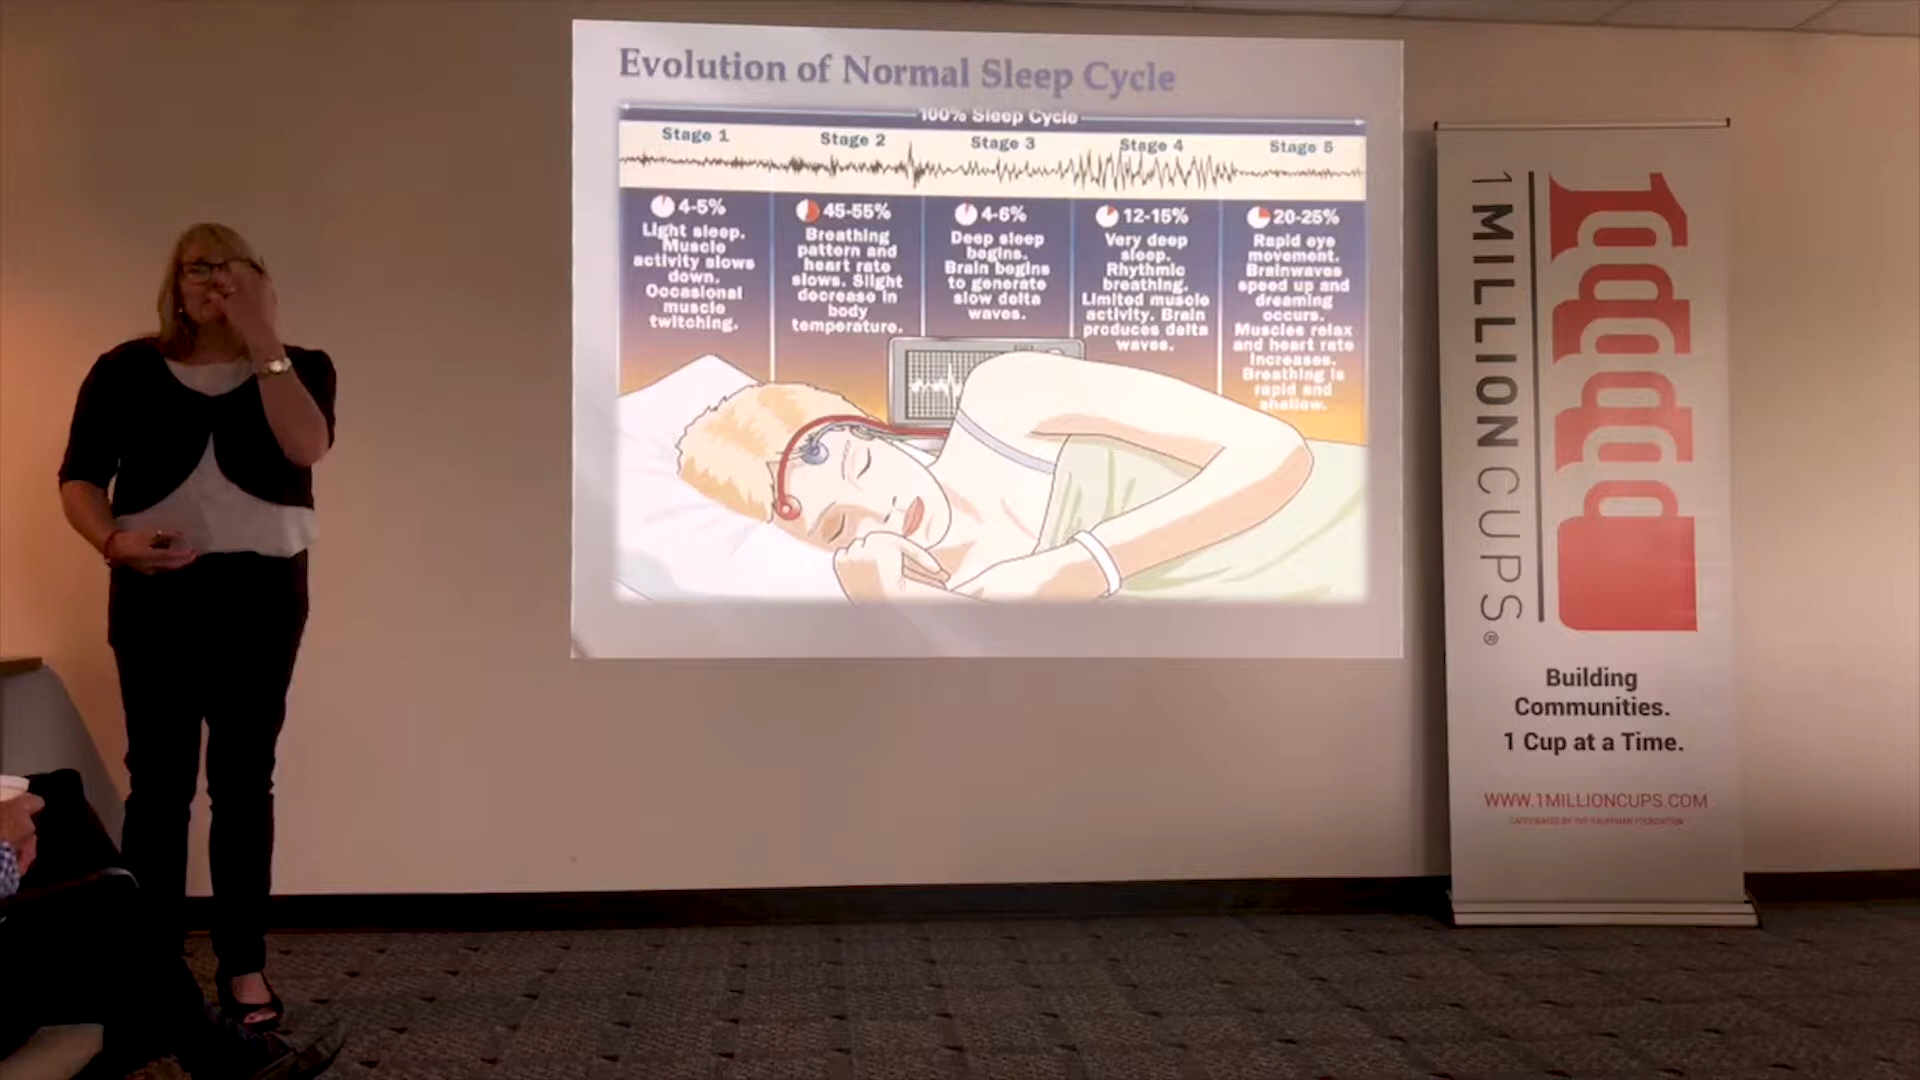 Evolution of Normal Sleep Cycle
100% Sleep Cycle
Stage 1
Stage 2
Stage 3
Stage 4
Stage 5
4-5%
Light sleep.
Muscle
activity slows
down.
Occasional
muscle
twitching.
45-55%
Breathing
pattern and
heart rate
slows. Slight
decrease in
body
temperature.
4-6%
Deep sleep
begins.
Brain begins
to generate
slow delta
waves.
12-15%
Very deep
sleep.
Rhythmic
breathing.
Limited muscle
activity. Brain
produces delta
waves.
20-25%
Rapid eye
movement.
Brainwaves
speed up and
dreaming
occurs.
Muscles relax
and heart rate
increases.
Breathing is
rapid and
shallow.
1 MILLION CUPS®
Building
Communities.
1 Cup at a Time.
WWW.1MILLIONCUPS.COM